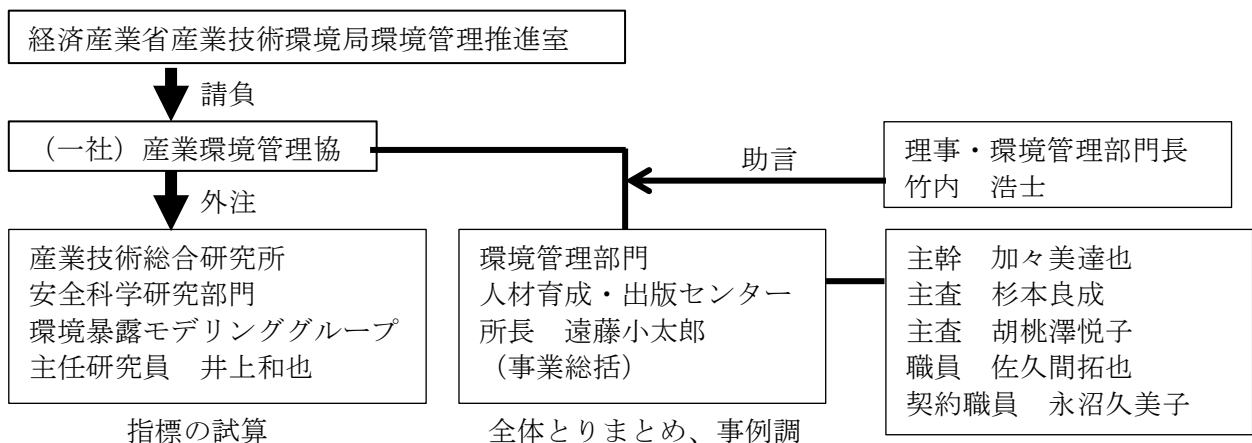 経済産業省産業技術環境局環境管理推進室
請負
（一社）産業環境管理協
助言
理事・環境管理部門長
竹内　浩士
外注
産業技術総合研究所
安全科学研究部門
環境暴露モデリンググループ
主任研究員　井上和也
指標の試算
環境管理部門
人材育成・出版センター
所長　遠藤小太郎
（事業総括）
全体とりまとめ、事例調
主幹　加々美達也
主査　杉本良成
主査　胡桃澤悦子
職員　佐久間拓也
契約職員　永沼久美子